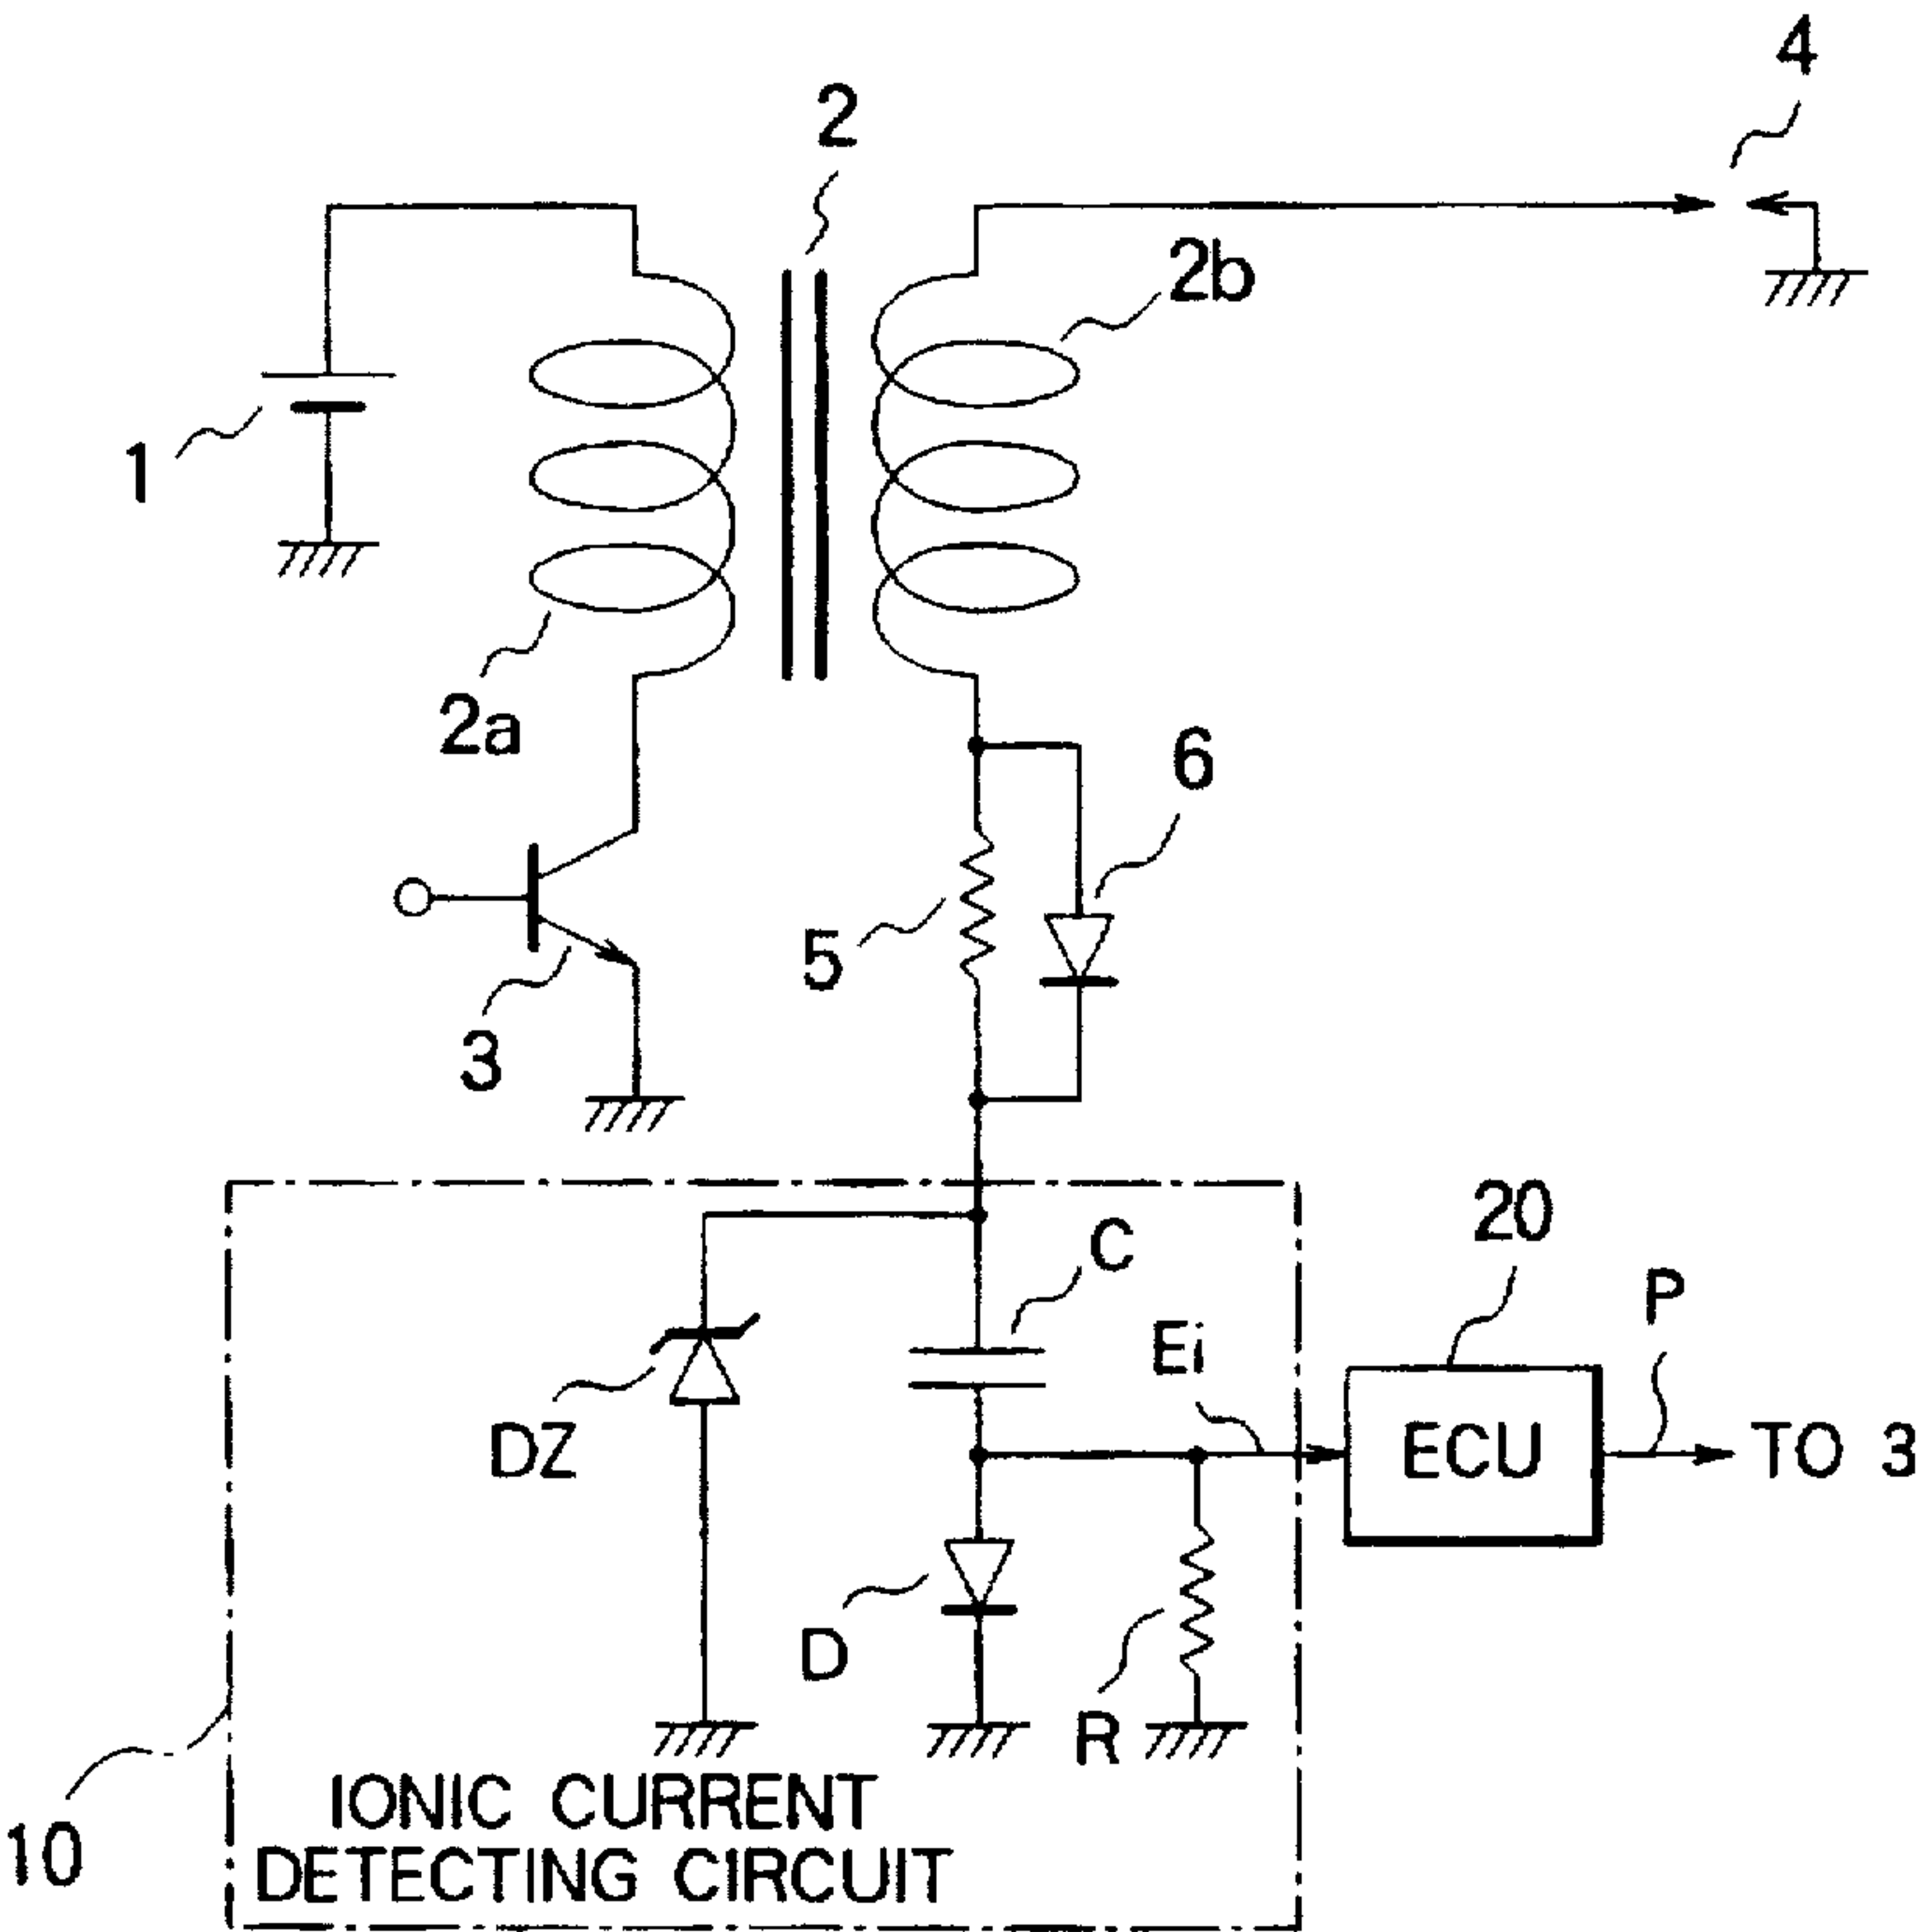 4
2
2b
1
2a
6
5
3
20
C
P
Ei
DZ
ECU
TO 3
D
R
10
IONIC CURRENT
DETECTING CIRCUIT